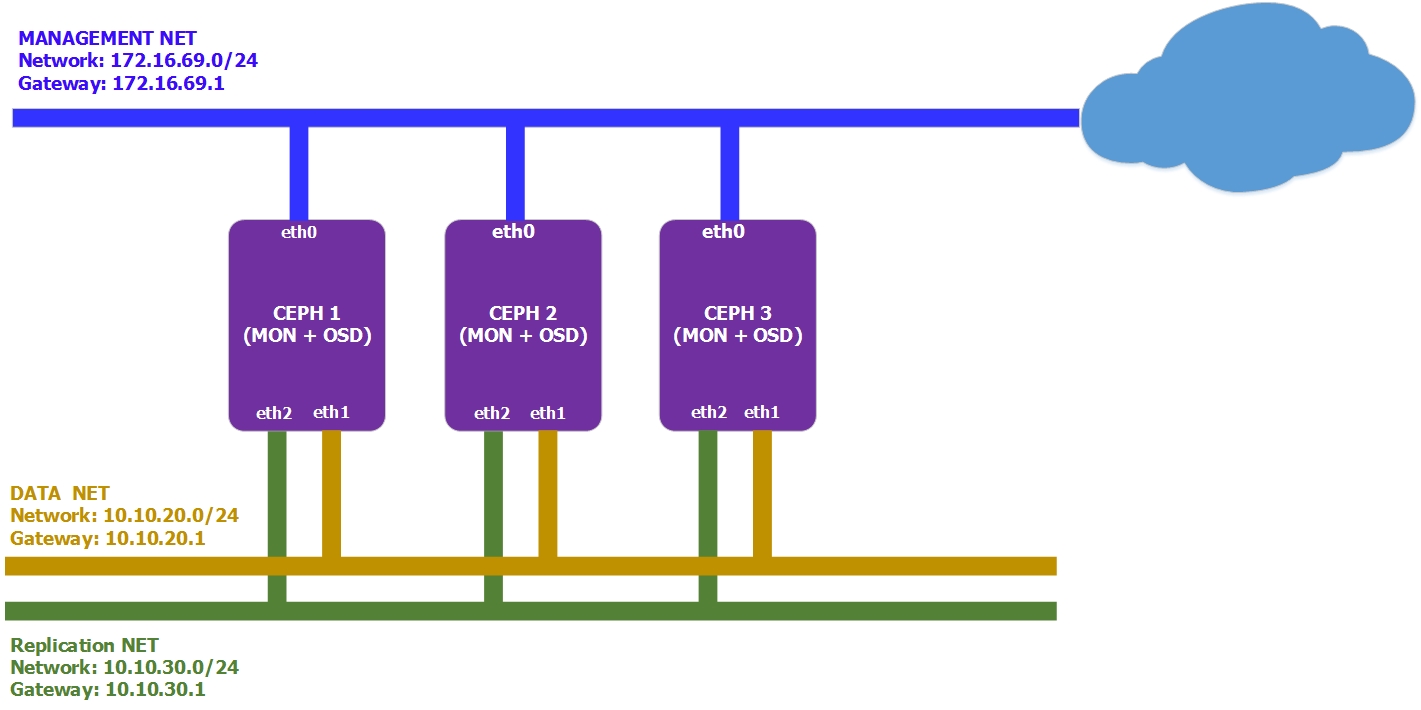 MANAGEMENT NET
Network: 172.16.69.0/24
Gateway: 172.16.69.1
eth0
eth0
eth0
CEPH 1
(MON + OSD)
CEPH 2
(MON + OSD)
CEPH 3
(MON + OSD)
eth2 eth1
eth2 eth1
eth2 eth1
DATA  NET
Network: 10.10.20.0/24
Gateway: 10.10.20.1
Replication NET
Network: 10.10.30.0/24
Gateway: 10.10.30.1